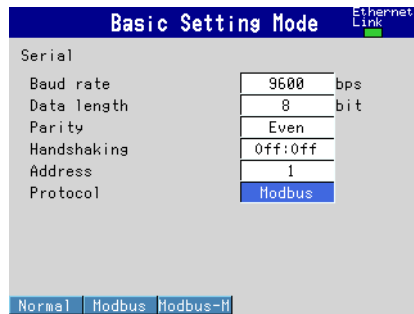 Basic Setting Mode
Ethernet
Link
Serial
Baud rate 9600 bps
Data length 8 bit
Parity Even
Handshaking Off:Off
Address 1
Protocol Modbus
Normal Modbus Modbus-M